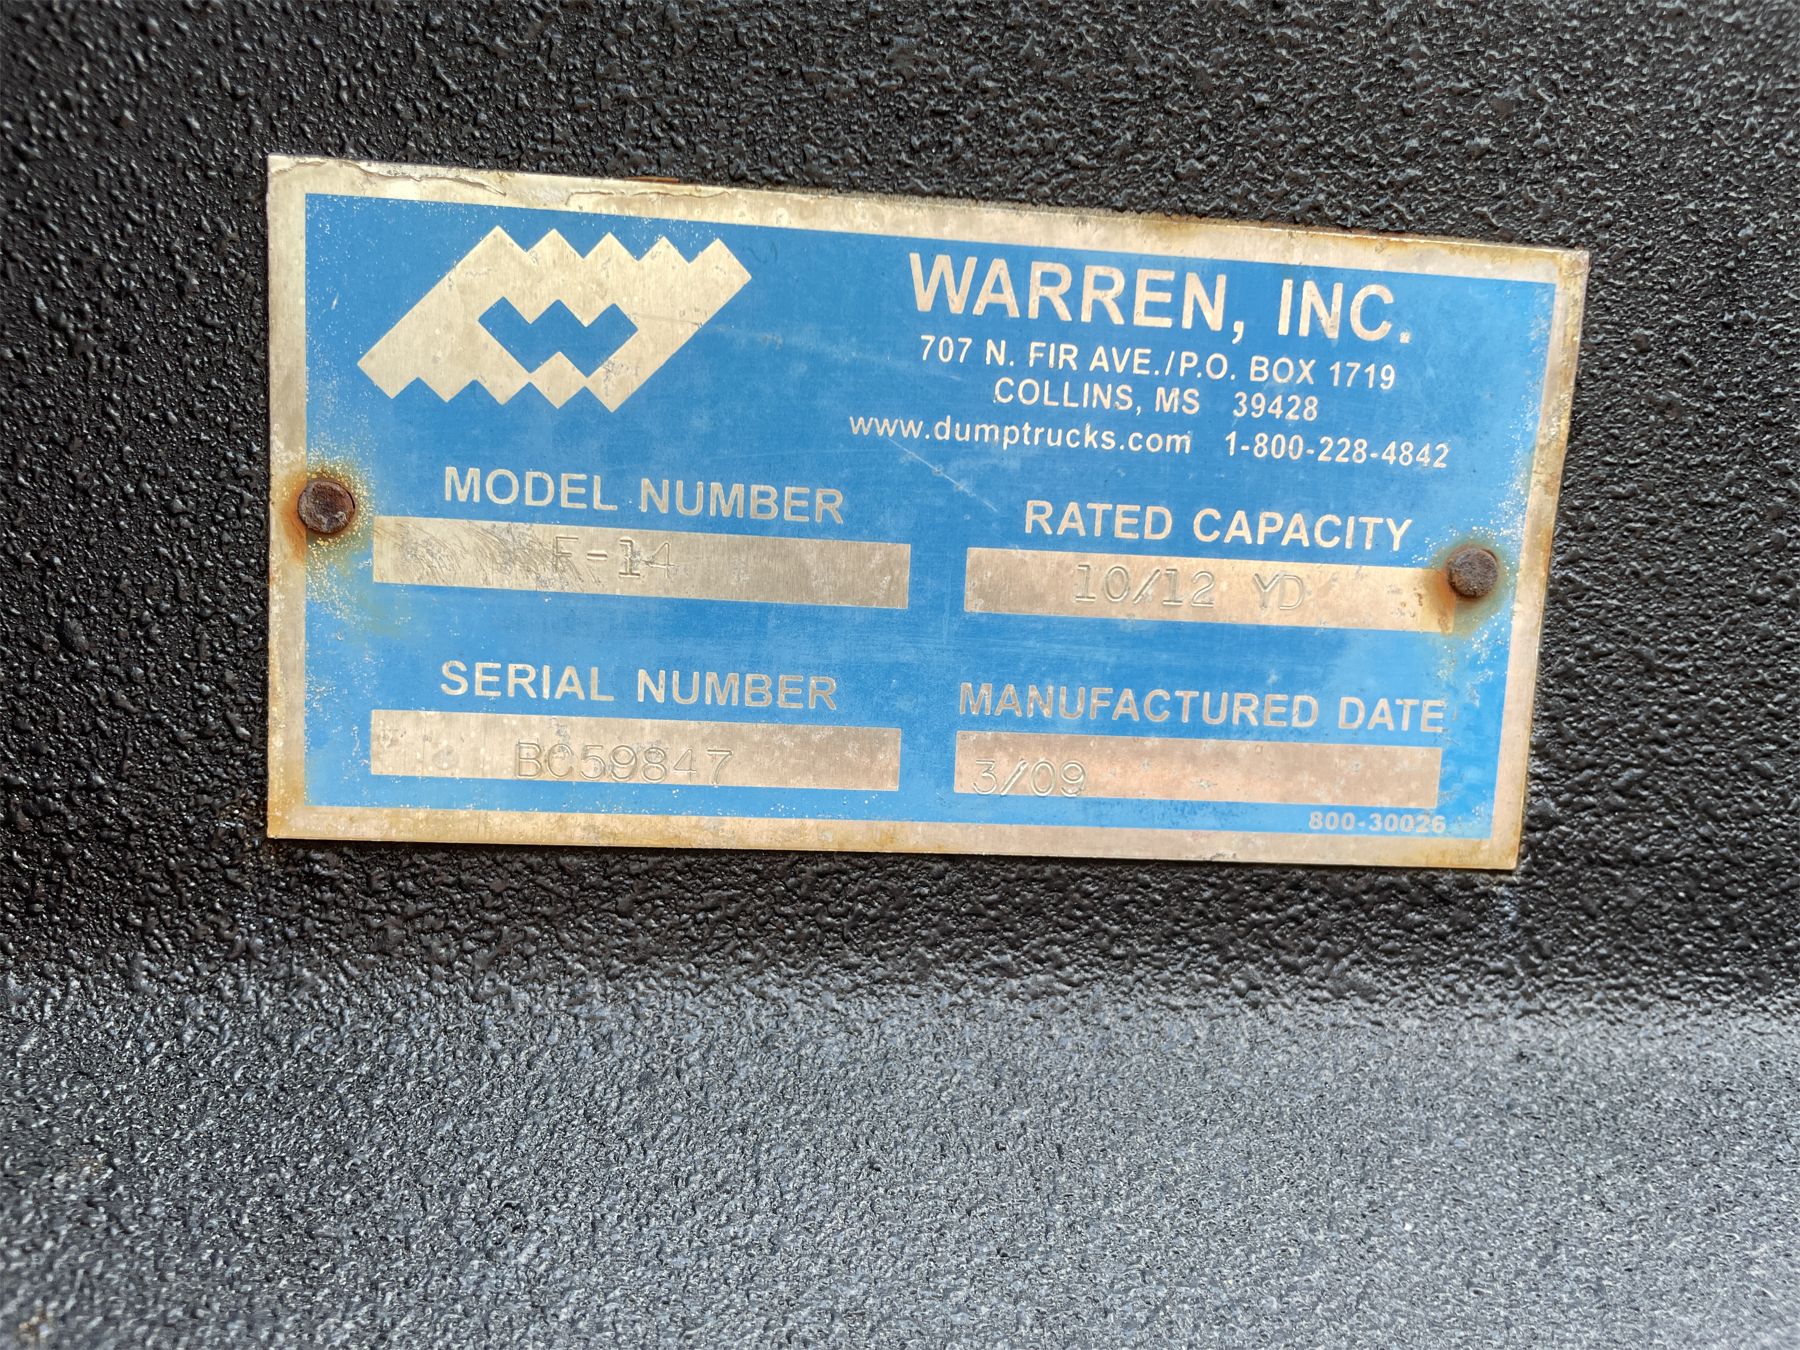 WARREN, INC.
707 N. FIR AVE./P.O. BOX 1719
COLLINS, MS 39428
www.dumptrucks.com 1-800-228-4842
MODEL NUMBER
F-14
RATED CAPACITY
10/12 YD
SERIAL NUMBER
BC59847
MANUFACTURED DATE
3/09
800-30026